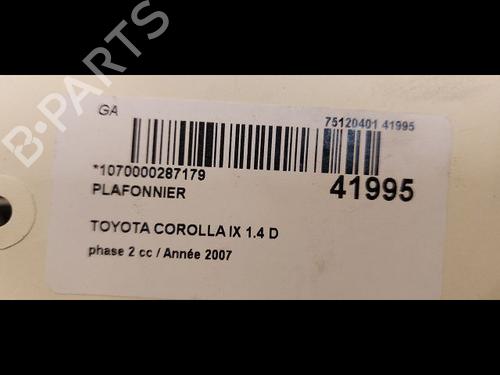 B-PARTS
GA
75120401 41995
*1070000287179
41995
PLAFONNIER
TOYOTA COROLLA IX 1.4 D
phase 2 cc / Année 2007